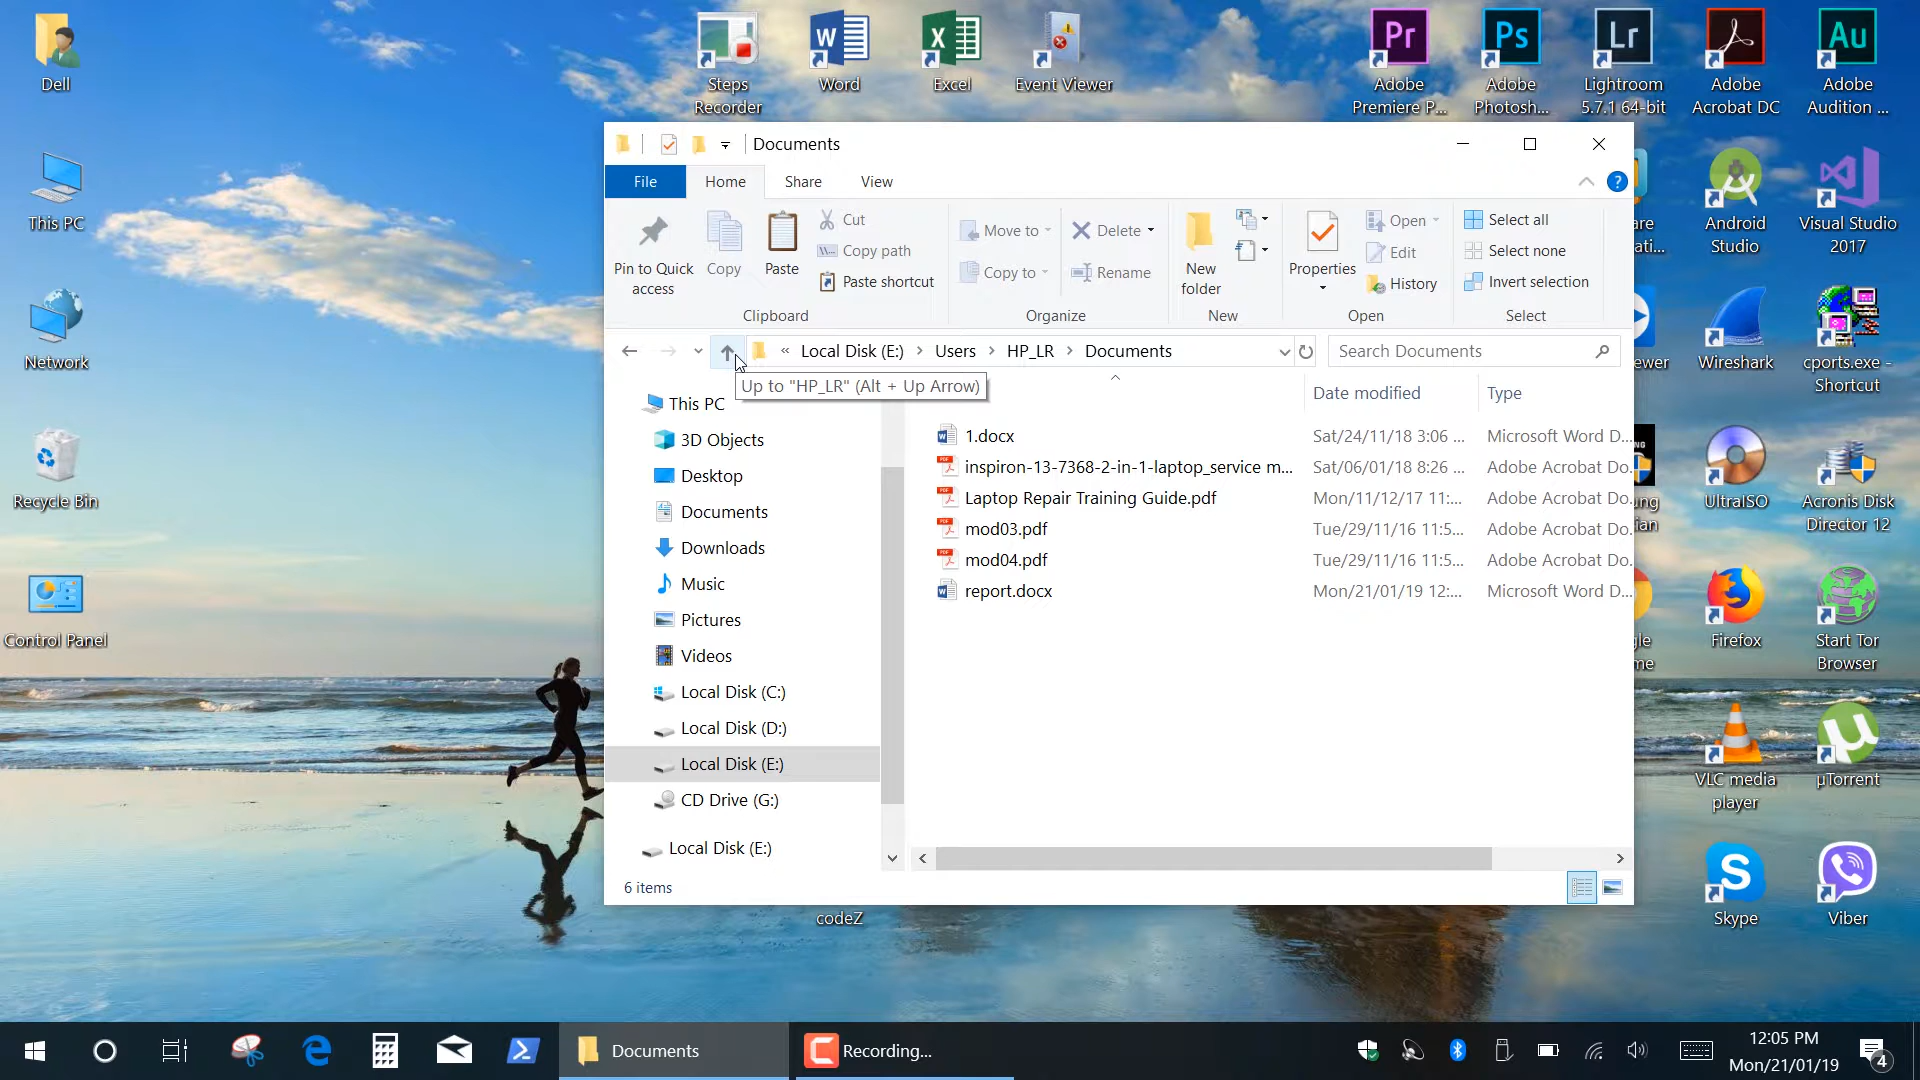 Dell
This PC
Network
Recycle Bin
Control Panel
Steps
Recorder
Word
Excel
Event Viewer
Adobe
Premiere P...
Adobe
Photosh...
Lightroom
5.7.1 64-bit
Adobe
Acrobat DC
Adobe
Audition ...
Documents
File
Home
Share
View
Pin to Quick
access
Copy
Paste
Cut
Copy path
Paste shortcut
Clipboard
Move to
Copy to
Delete
Rename
Organize
New
folder
New
Properties
Open
Edit
History
Open
Select all
Select none
Invert selection
Select
« Local Disk (E:) > Users > HP_LR > Documents
Search Documents
Up to "HP_LR" (Alt + Up Arrow)
Date modified
Type
This PC
3D Objects
Desktop
Documents
Downloads
Music
Pictures
Videos
Local Disk (C:)
Local Disk (D:)
Local Disk (E:)
CD Drive (G:)
Local Disk (E:)
1.docx Sat/24/11/18 3:06 ... Microsoft Word D...
inspiron-13-7368-2-in-1-laptop_service m... Sat/06/01/18 8:26 ... Adobe Acrobat Do...
Laptop Repair Training Guide.pdf Mon/11/12/17 11:... Adobe Acrobat Do...
mod03.pdf Tue/29/11/16 11:5... Adobe Acrobat Do...
mod04.pdf Tue/29/11/16 11:5... Adobe Acrobat Do...
report.docx Mon/21/01/19 12:... Microsoft Word D...
6 items
codeZ
Android
Studio
Visual Studio
2017
Wireshark
cports.exe -
Shortcut
UltraISO
Acronis Disk
Director 12
Firefox
Start Tor
Browser
VLC media
player
µTorrent
Skype
Viber
Documents
Recording...
12:05 PM
Mon/21/01/19
4